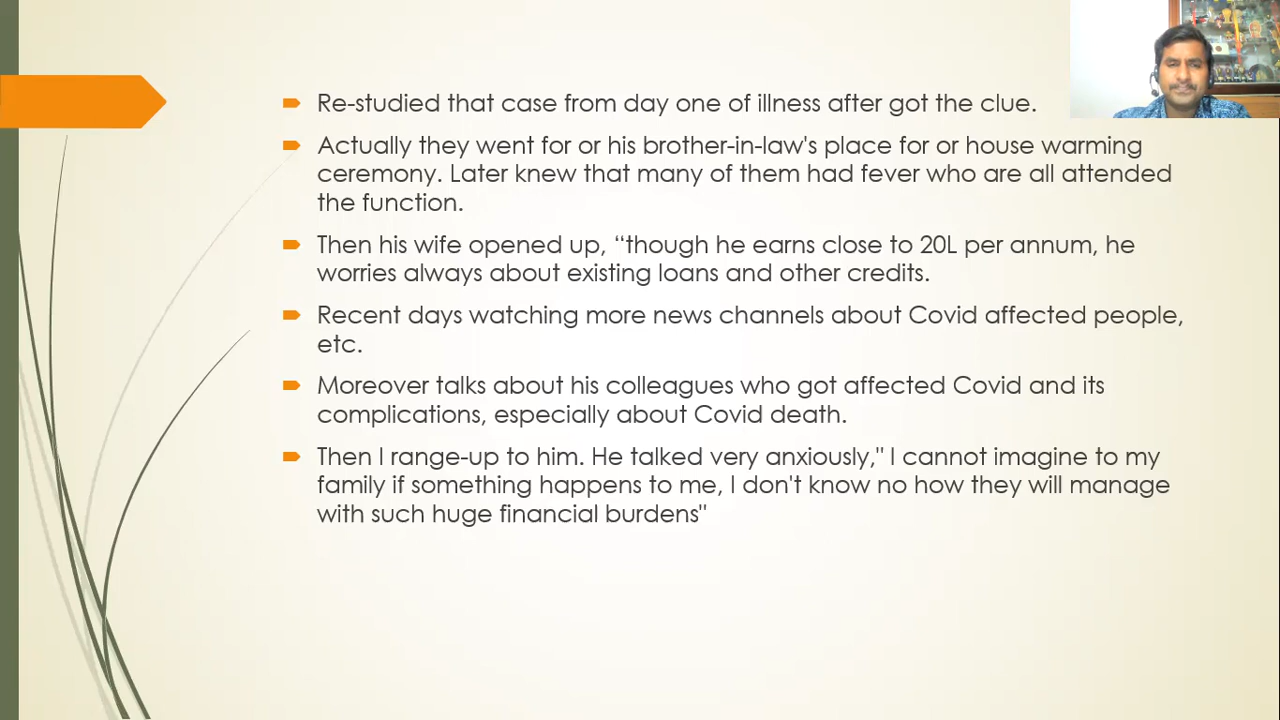 Re-studied that case from day one of illness after got the clue.
Actually they went for or his brother-in-law's place for or house warming
ceremony. Later knew that many of them had fever who are all attended
the function.
Then his wife opened up, “though he earns close to 20L per annum, he
worries always about existing loans and other credits.
Recent days watching more news channels about Covid affected people,
etc.
Moreover talks about his colleagues who got affected Covid and its
complications, especially about Covid death.
Then I range-up to him. He talked very anxiously," I cannot imagine to my
family if something happens to me, I don't know no how they will manage
with such huge financial burdens"